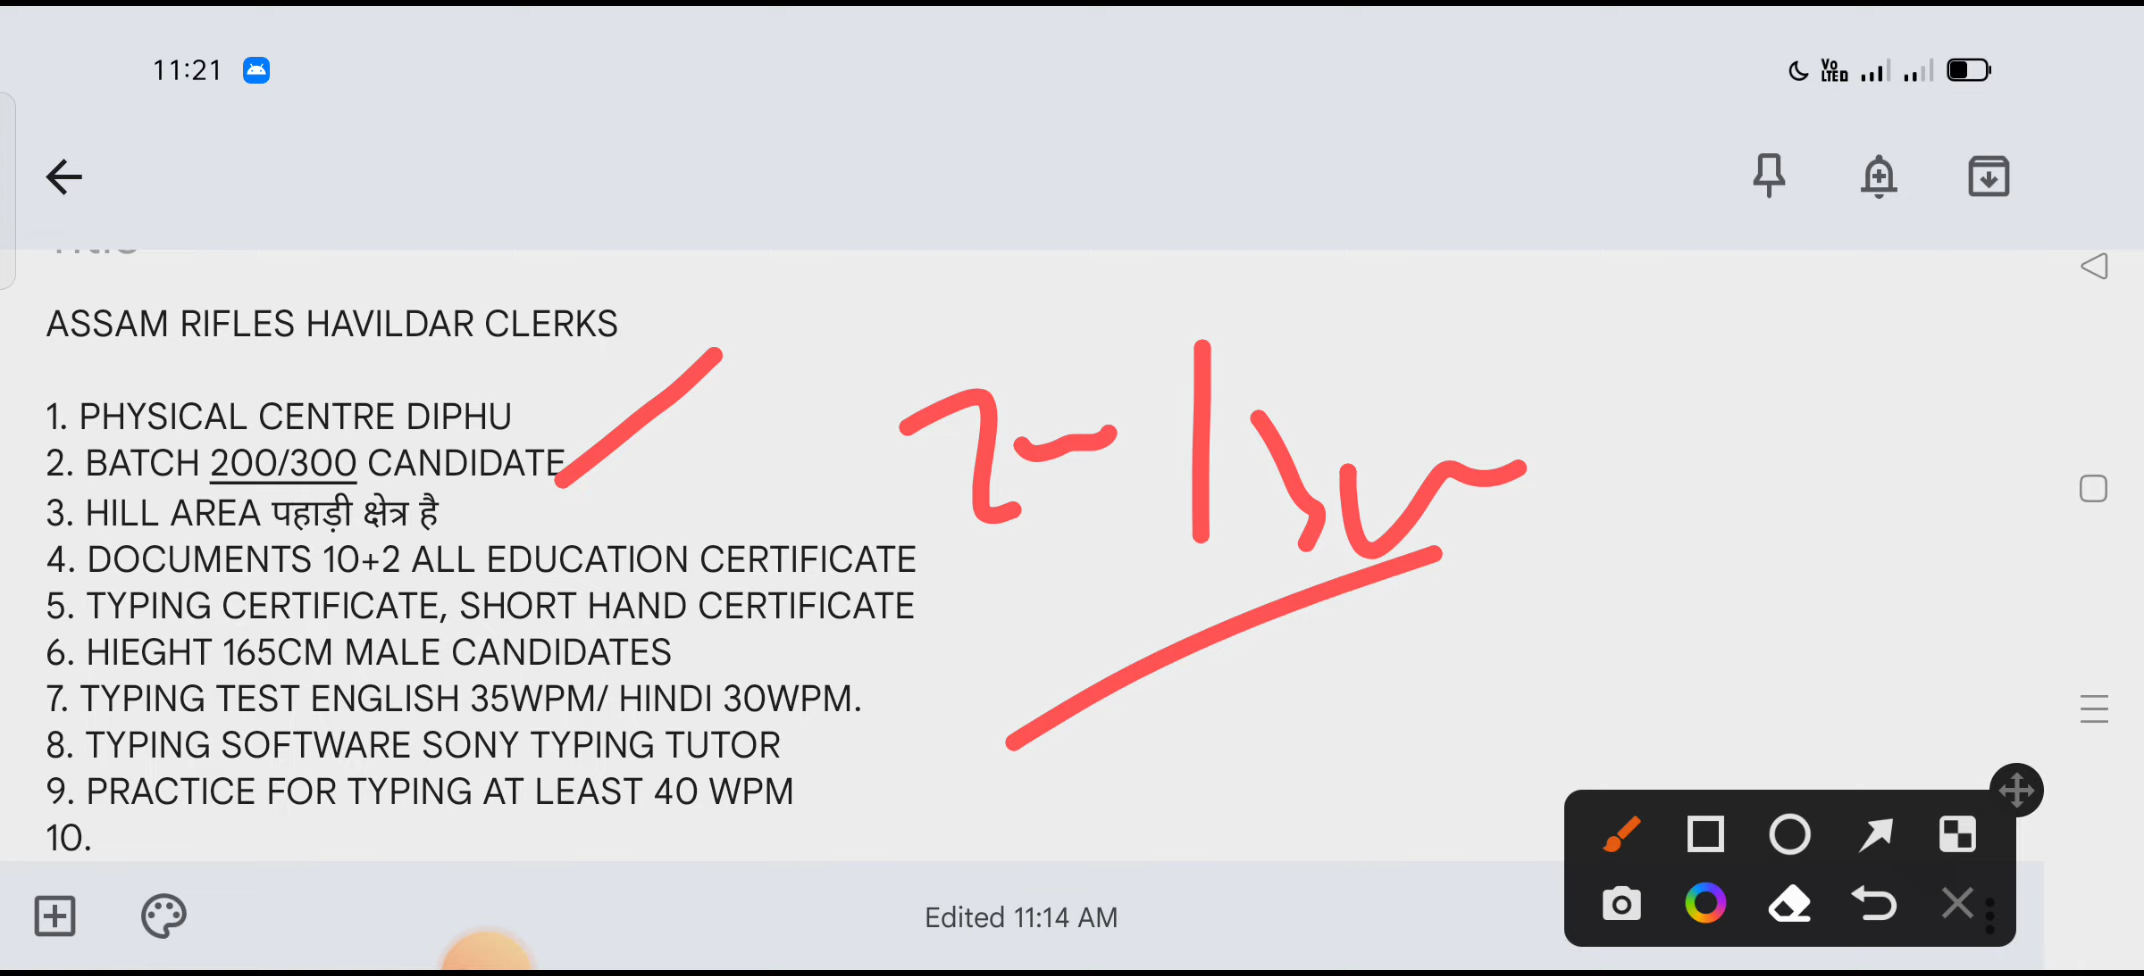 11:21
Vo LTED
Title
ASSAM RIFLES HAVILDAR CLERKS
1. PHYSICAL CENTRE DIPHU
2. BATCH 200/300 CANDIDATE
3. HILL AREA पहाड़ी क्षेत्र है
4. DOCUMENTS 10+2 ALL EDUCATION CERTIFICATE
5. TYPING CERTIFICATE, SHORT HAND CERTIFICATE
6. HIEGHT 165CM MALE CANDIDATES
7. TYPING TEST ENGLISH 35WPM/ HINDI 30WPM.
8. TYPING SOFTWARE SONY TYPING TUTOR
9. PRACTICE FOR TYPING AT LEAST 40 WPM
10.
Edited 11:14 AM